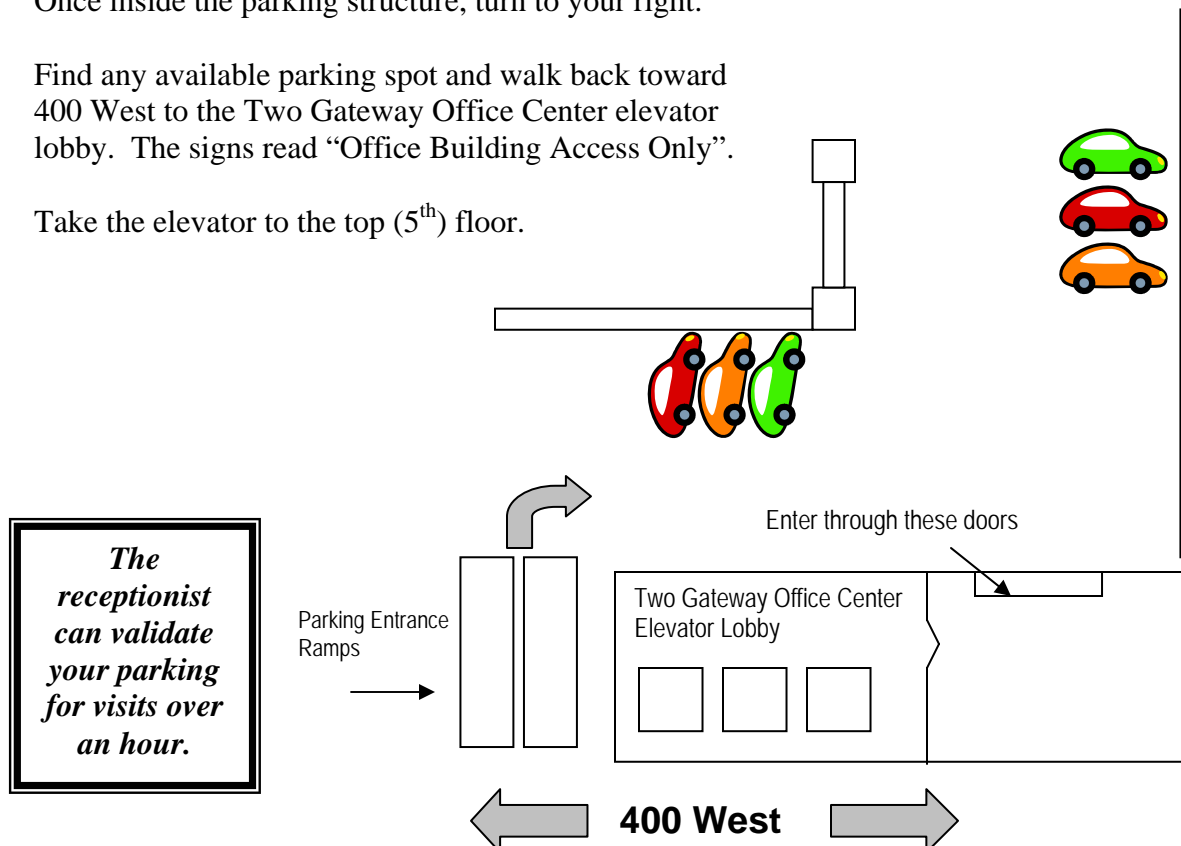 Once inside the parking structure, turn to your right.
Find any available parking spot and walk back toward
400 West to the Two Gateway Office Center elevator
lobby.  The signs read “Office Building Access Only”.
Take the elevator to the top (5th) floor.
Enter through these doors
The
receptionist
can validate
your parking
for visits over
an hour.
Parking Entrance
Ramps
Two Gateway Office Center
Elevator Lobby
400 West